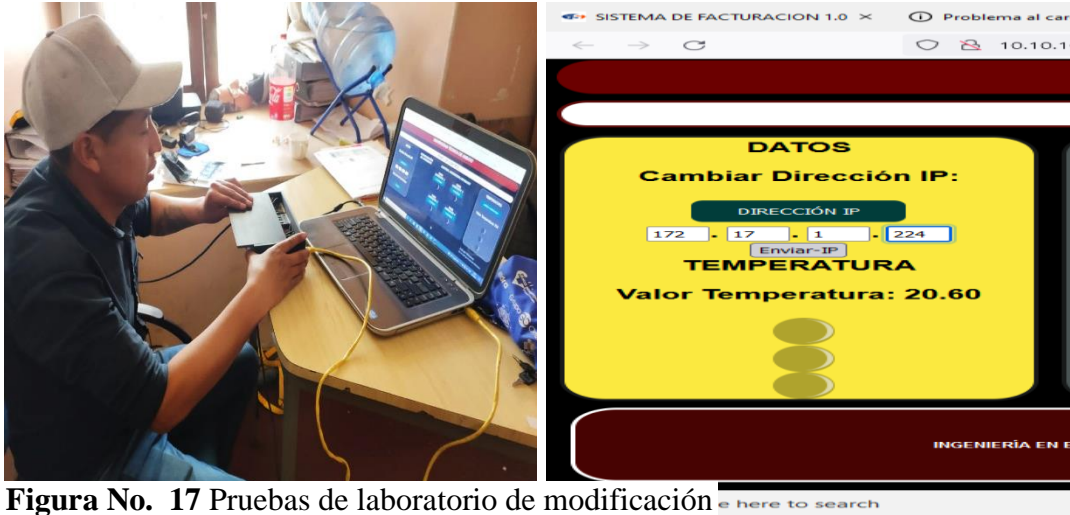 SISTEMA DE FACTURACION 1.0 × Problema al car
10.10.1
DATOS
Cambiar Dirección IP:
DIRECCIÓN IP
172 . 17 . 1 . 224
Enviar-IP
TEMPERATURA
Valor Temperatura: 20.60
INGENIERÌA EN E
Figura No. 17 Pruebas de laboratorio de modificación
e here to search